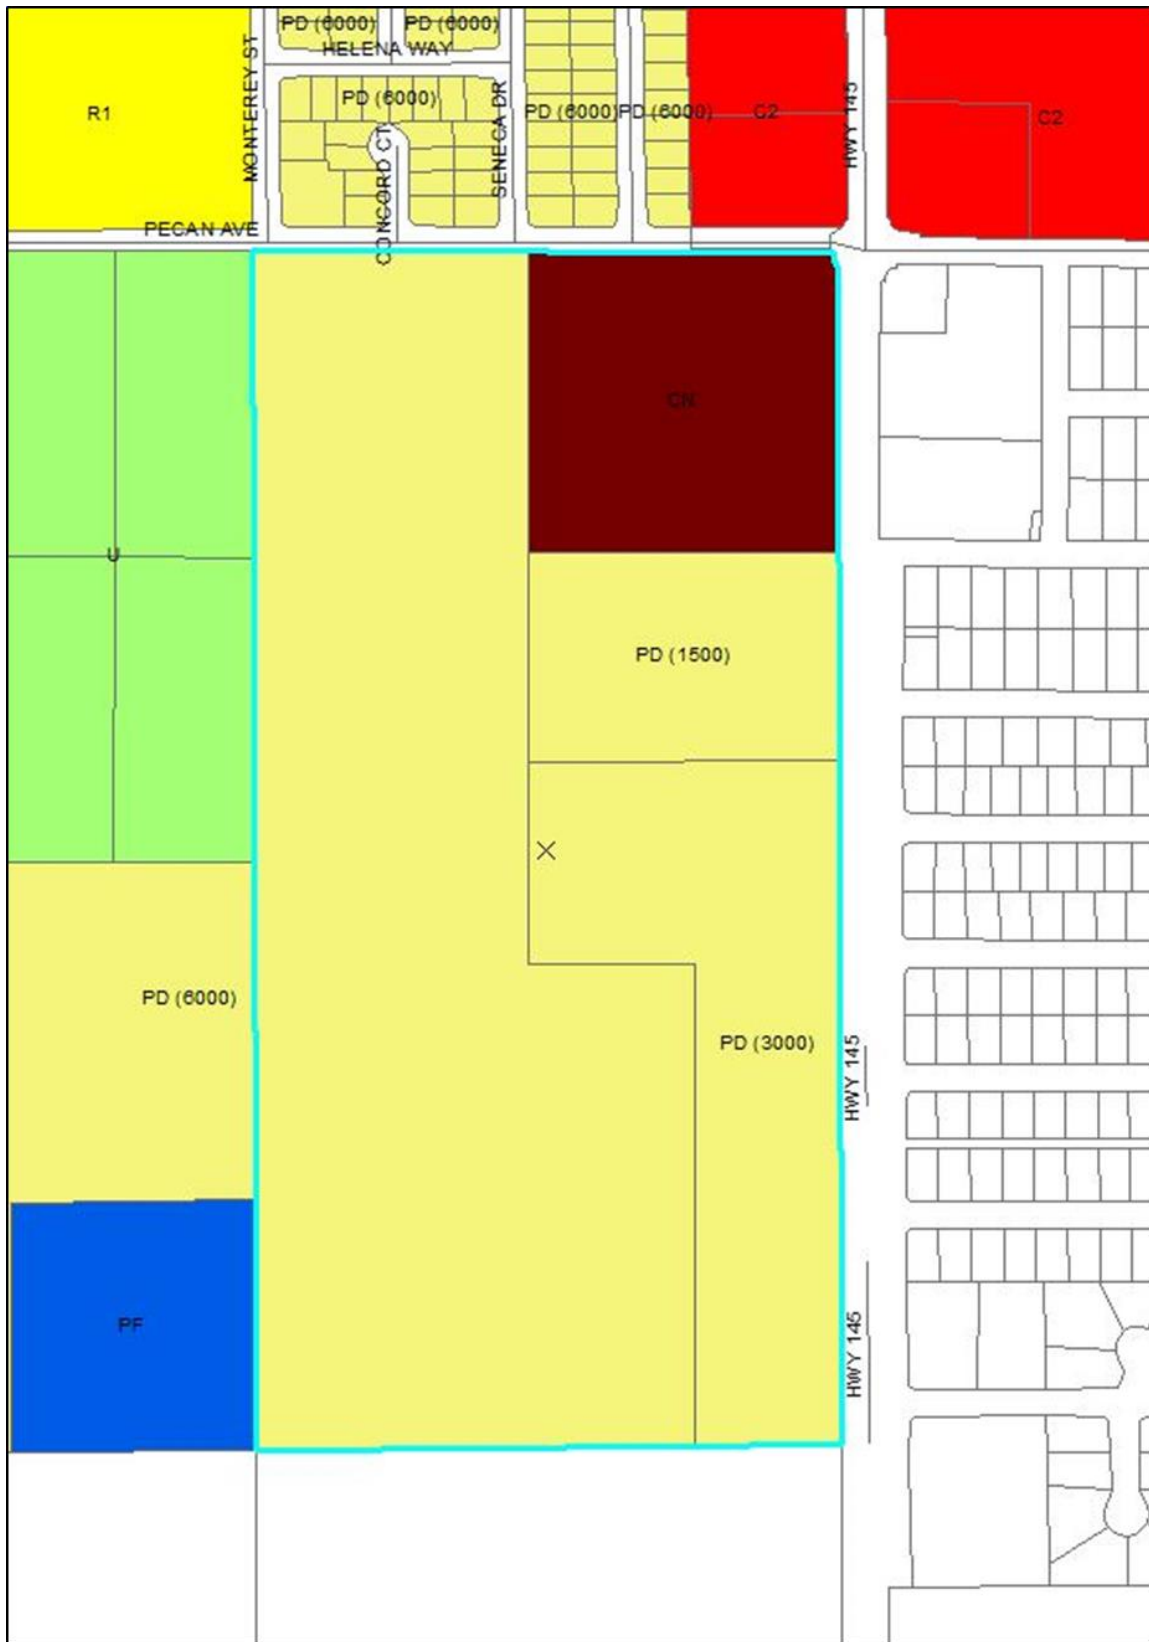 PD (6000)
PD (6000)
HELENA WAY
MONTEREY ST
R1
PD (6000)
SENECA DR
PD (6000)
PD (6000)
C2
HWY 145
C2
CONCORD CT
PECAN AVE
CN
U
PD (1500)
PD (6000)
PD (3000)
HWY 145
PF
HWY 145